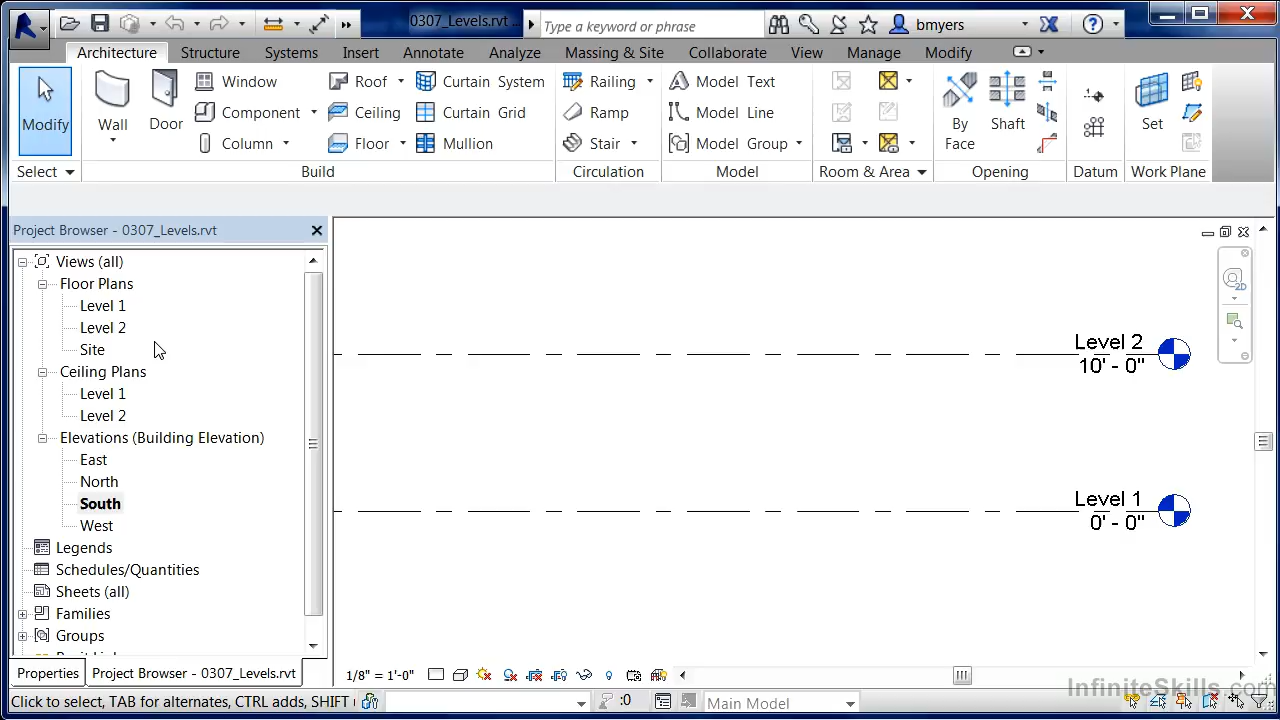 0307_Levels.rvt ...
Type a keyword or phrase
bmyers
Architecture Structure Systems Insert Annotate Analyze Massing & Site Collaborate View Manage Modify
Modify
Wall
Door
Window
Component
Column
Roof
Ceiling
Floor
Curtain System
Curtain Grid
Mullion
Railing
Ramp
Stair
Model Text
Model Line
Model Group
By
Face
Shaft
Set
Select Build Circulation Model Room & Area Opening Datum Work Plane
Project Browser - 0307_Levels.rvt
Views (all)
Floor Plans
Level 1
Level 2
Site
Ceiling Plans
Level 1
Level 2
Elevations (Building Elevation)
East
North
South
West
Legends
Schedules/Quantities
Sheets (all)
Families
Groups
Properties
Project Browser - 0307_Levels.rvt
2D
Level 2
10' - 0"
Level 1
0' - 0"
1/8" = 1'-0"
Click to select, TAB for alternates, CTRL adds, SHIFT
:0
Main Model
InfiniteSkills.com